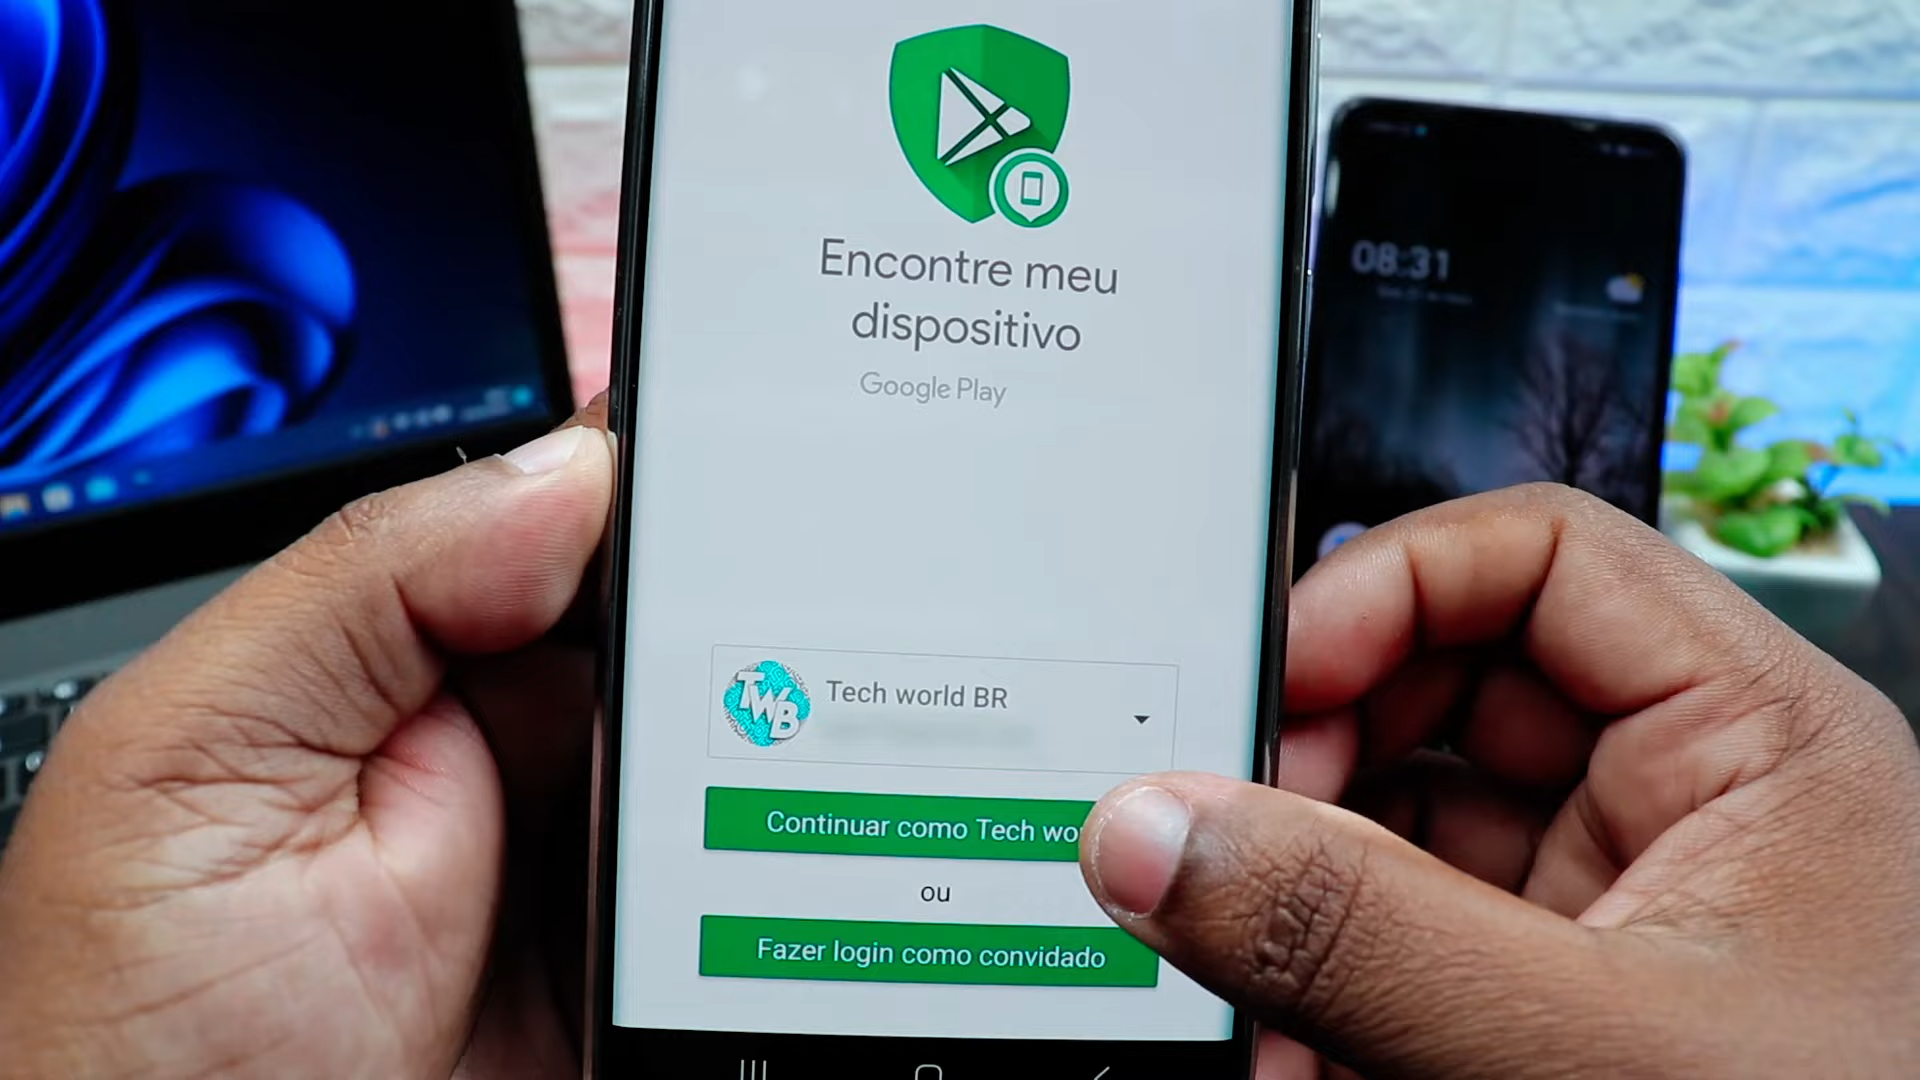 Encontre meu
dispositivo
Google Play
08:31
TWB
Tech world BR
Continuar como Tech wo
ou
Fazer login como convidado